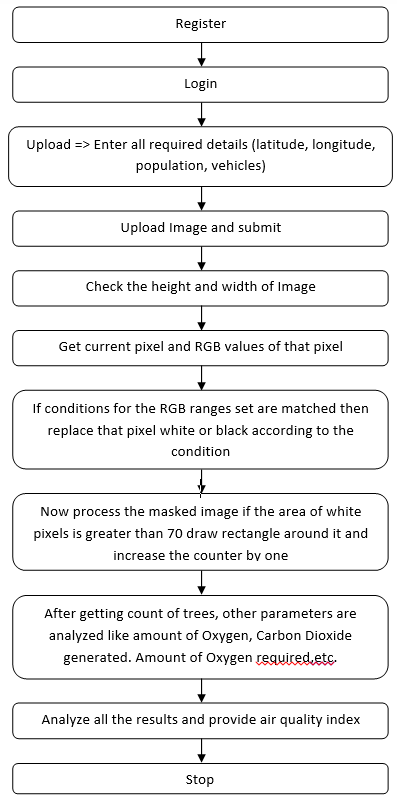 Register
Login
Upload => Enter all required details (latitude, longitude,
population, vehicles)
Upload Image and submit
Check the height and width of Image
Get current pixel and RGB values of that pixel
If conditions for the RGB ranges set are matched then
replace that pixel white or black according to the
condition
Now process the masked image if the area of white
pixels is greater than 70 draw rectangle around it and
increase the counter by one
After getting count of trees, other parameters are
analyzed like amount of Oxygen, Carbon Dioxide
generated. Amount of Oxygen required,etc.
Analyze all the results and provide air quality index
Stop